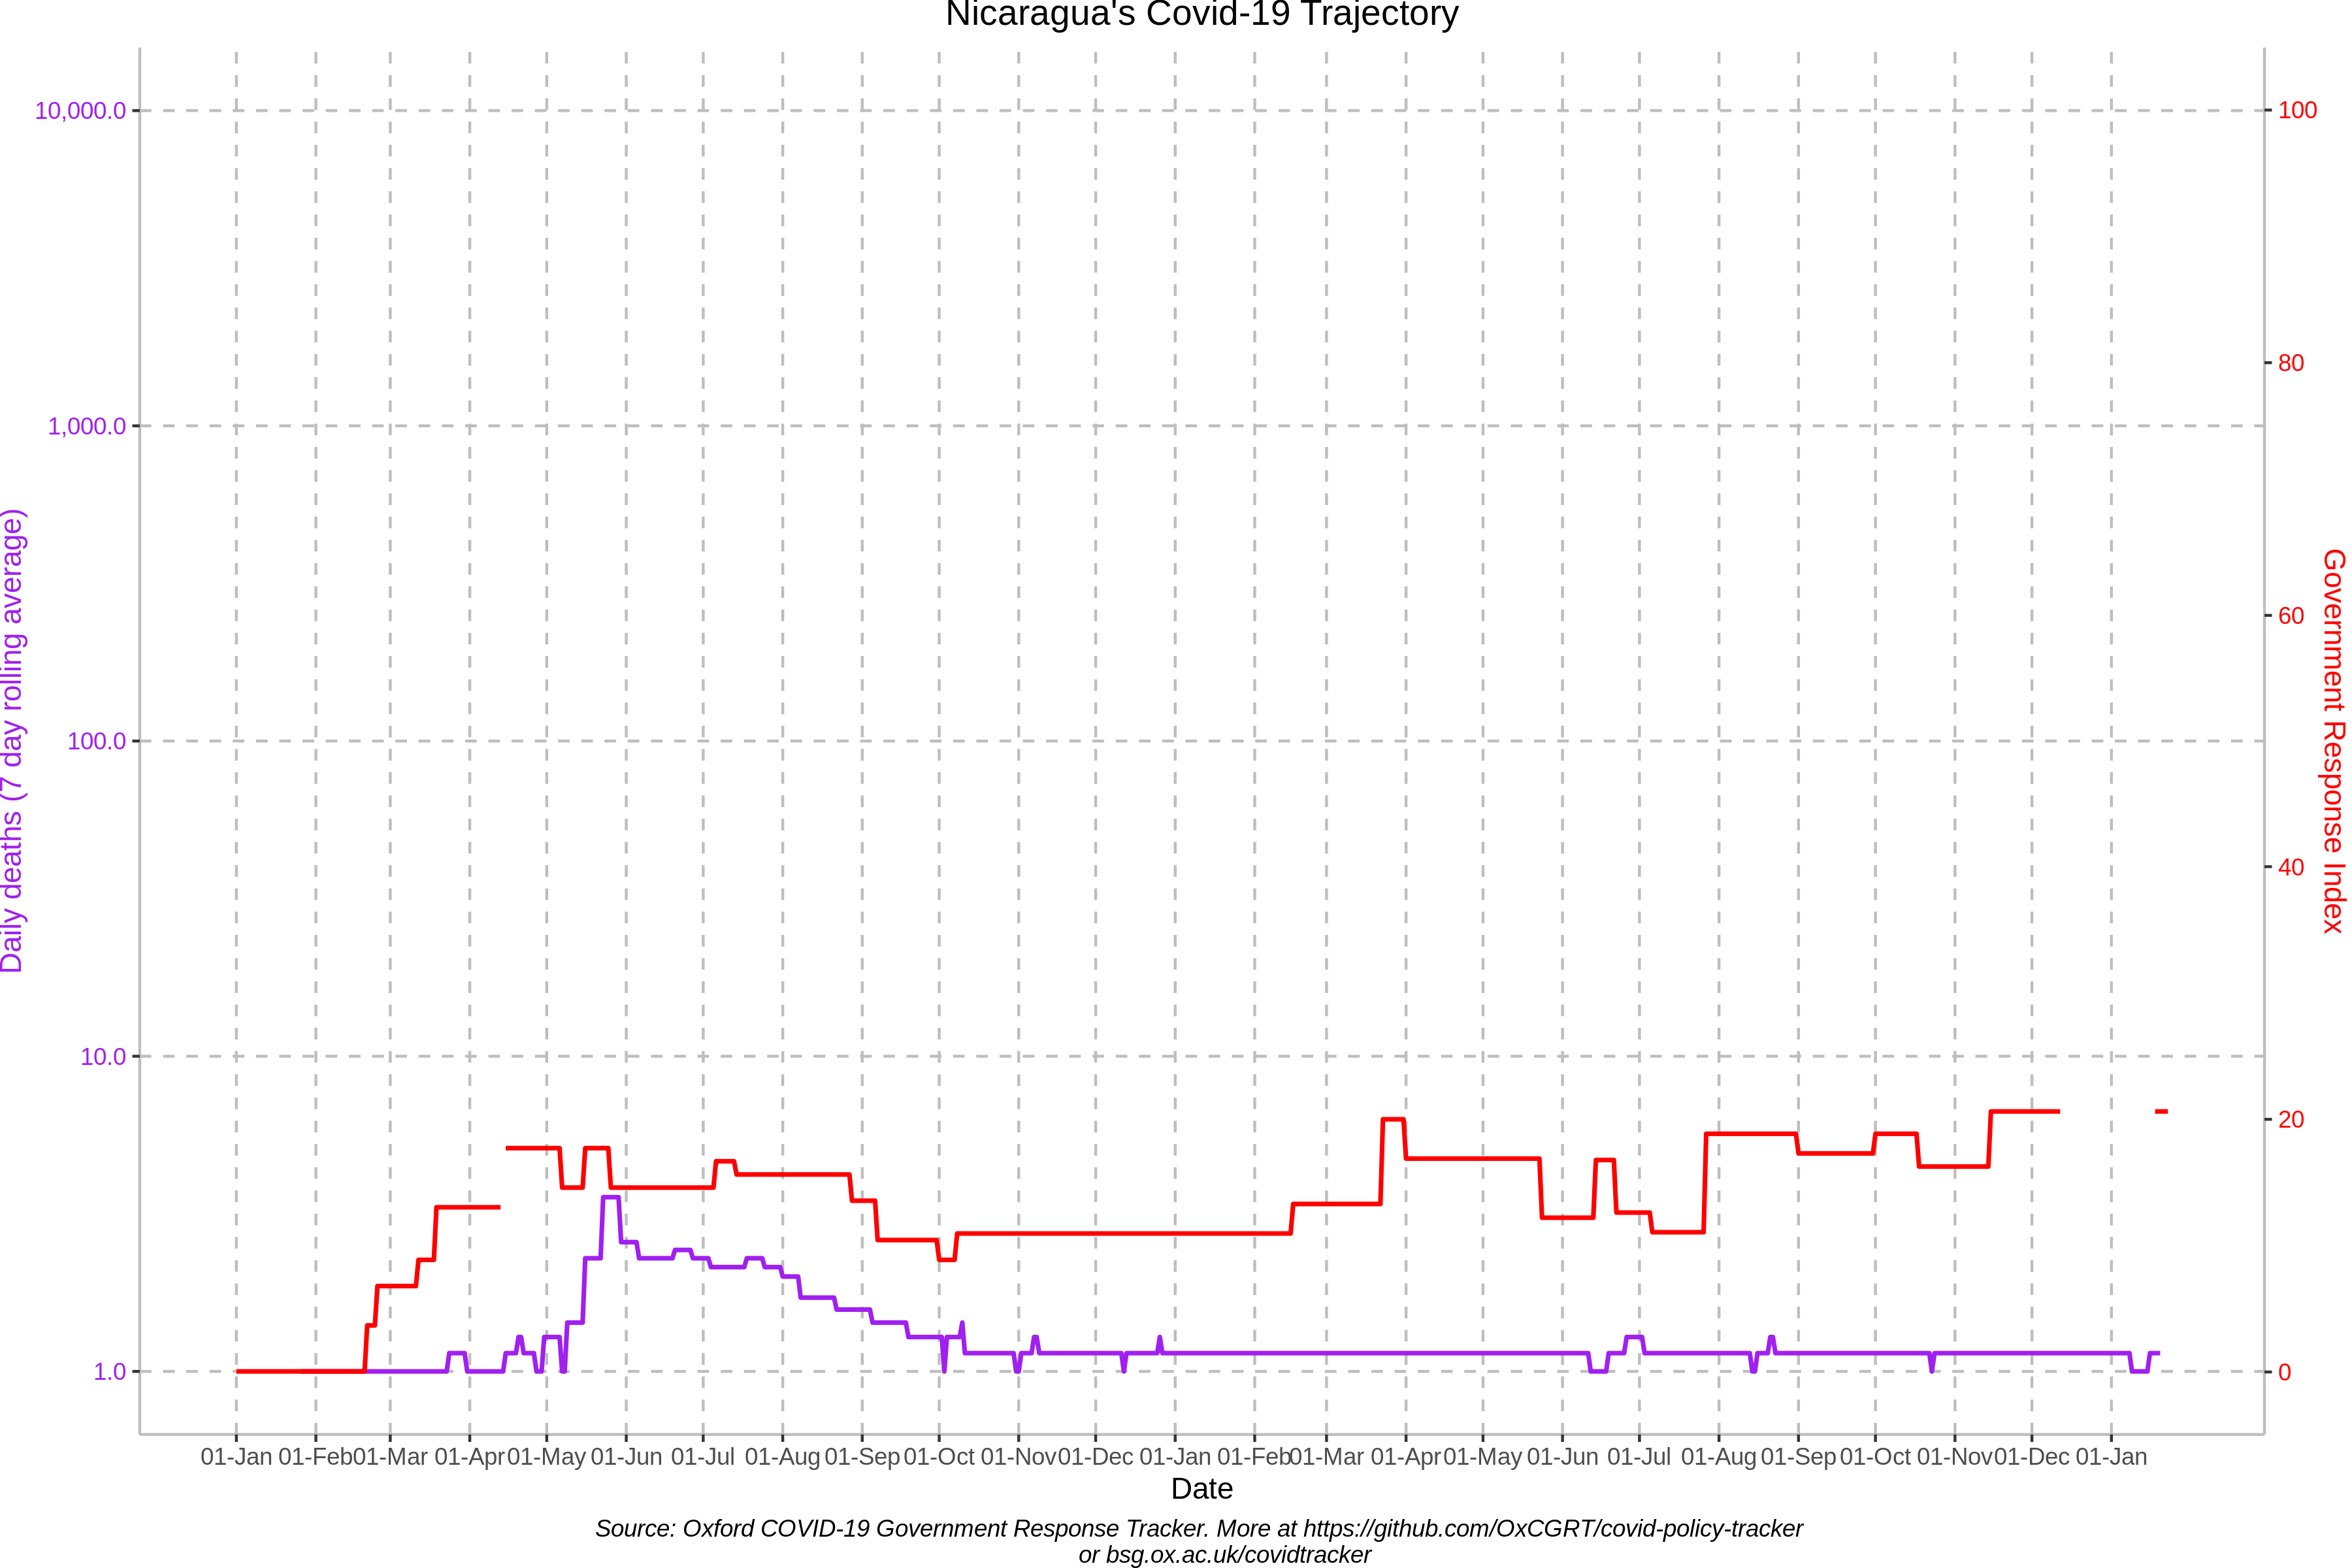 Nicaragua's Covid-19 Trajectory
10,000.0
1,000.0
100.0
10.0
1.0
Daily deaths (7 day rolling average)
100
80
60
40
20
0
Government Response Index
01-Jan 01-Feb 01-Mar 01-Apr 01-May 01-Jun 01-Jul 01-Aug 01-Sep 01-Oct 01-Nov 01-Dec 01-Jan 01-Feb 01-Mar 01-Apr 01-May 01-Jun 01-Jul 01-Aug 01-Sep 01-Oct 01-Nov 01-Dec 01-Jan
Date
Source: Oxford COVID-19 Government Response Tracker. More at https://github.com/OxCGRT/covid-policy-tracker
or bsg.ox.ac.uk/covidtracker